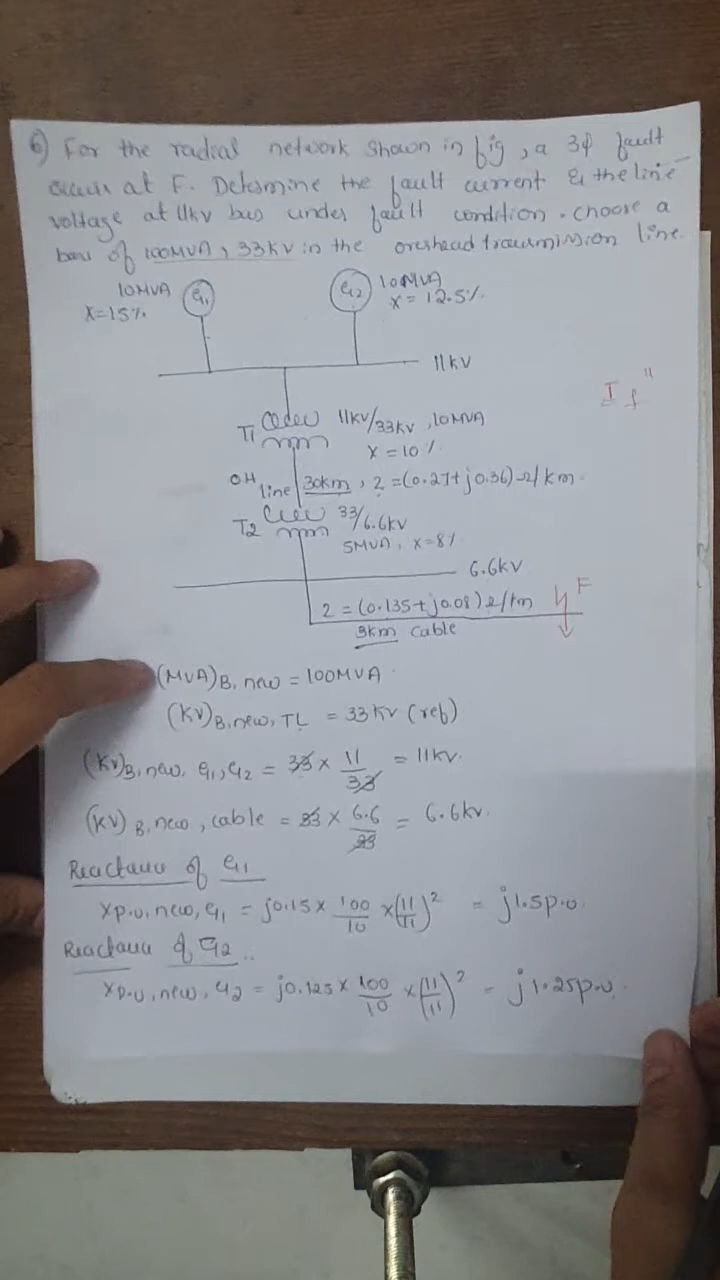 6) For the radial network shown in fig, a 3φ fault
occurs at F. Determine the fault current & the line
voltage at 11kv bus under fault condition. choose a
base of 100MVA, 33KV in the overhead transmission line.
10MVA
X=15%
G1
G2
10MVA
X=12.5%
11kv
If"
T1
11kv/33kv, 10MVA
X=10%
OH line
30km, Z=(0.27+j0.36)Ω/km.
T2
33/6.6kv
5MVA, X=8%
6.6kv
Z=(0.135+j0.08)Ω/km
F
3km cable
(MVA)B, new = 100MVA
(KV)B, new, TL = 33KV (ref)
(KV)B, new, G1, G2 = 33 × 11/33 = 11kv.
(KV)B, new, cable = 33 × 6.6/33 = 6.6kv.
Reactance of G1
Xp.u, new, G1 = j0.15 × 100/10 × (11/11)² = j1.5p.u.
Reactance of G2
Xp.u, new, G2 = j0.125 × 100/10 × (11/11)² = j1.25p.u.